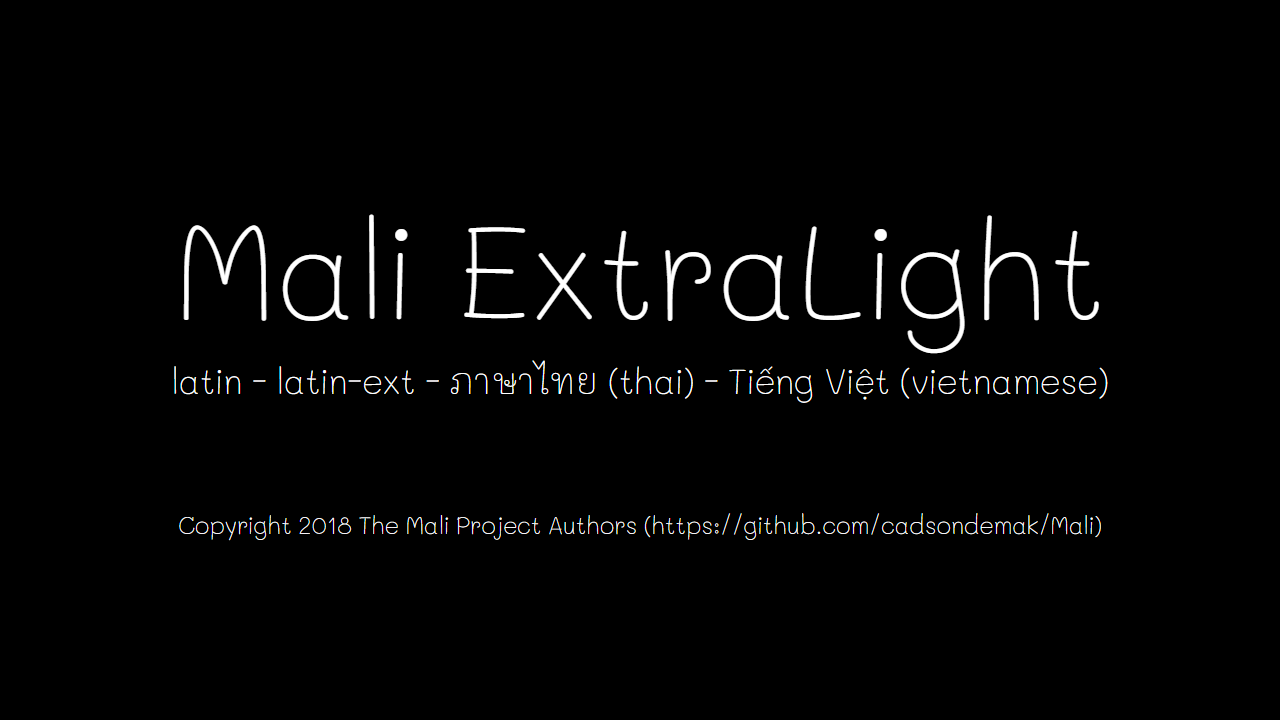 Mali ExtraLight
latin - latin-ext - ภาษาไทย (thai) - Tiếng Việt (vietnamese)
Copyright 2018 The Mali Project Authors (https://github.com/cadsondemak/Mali)